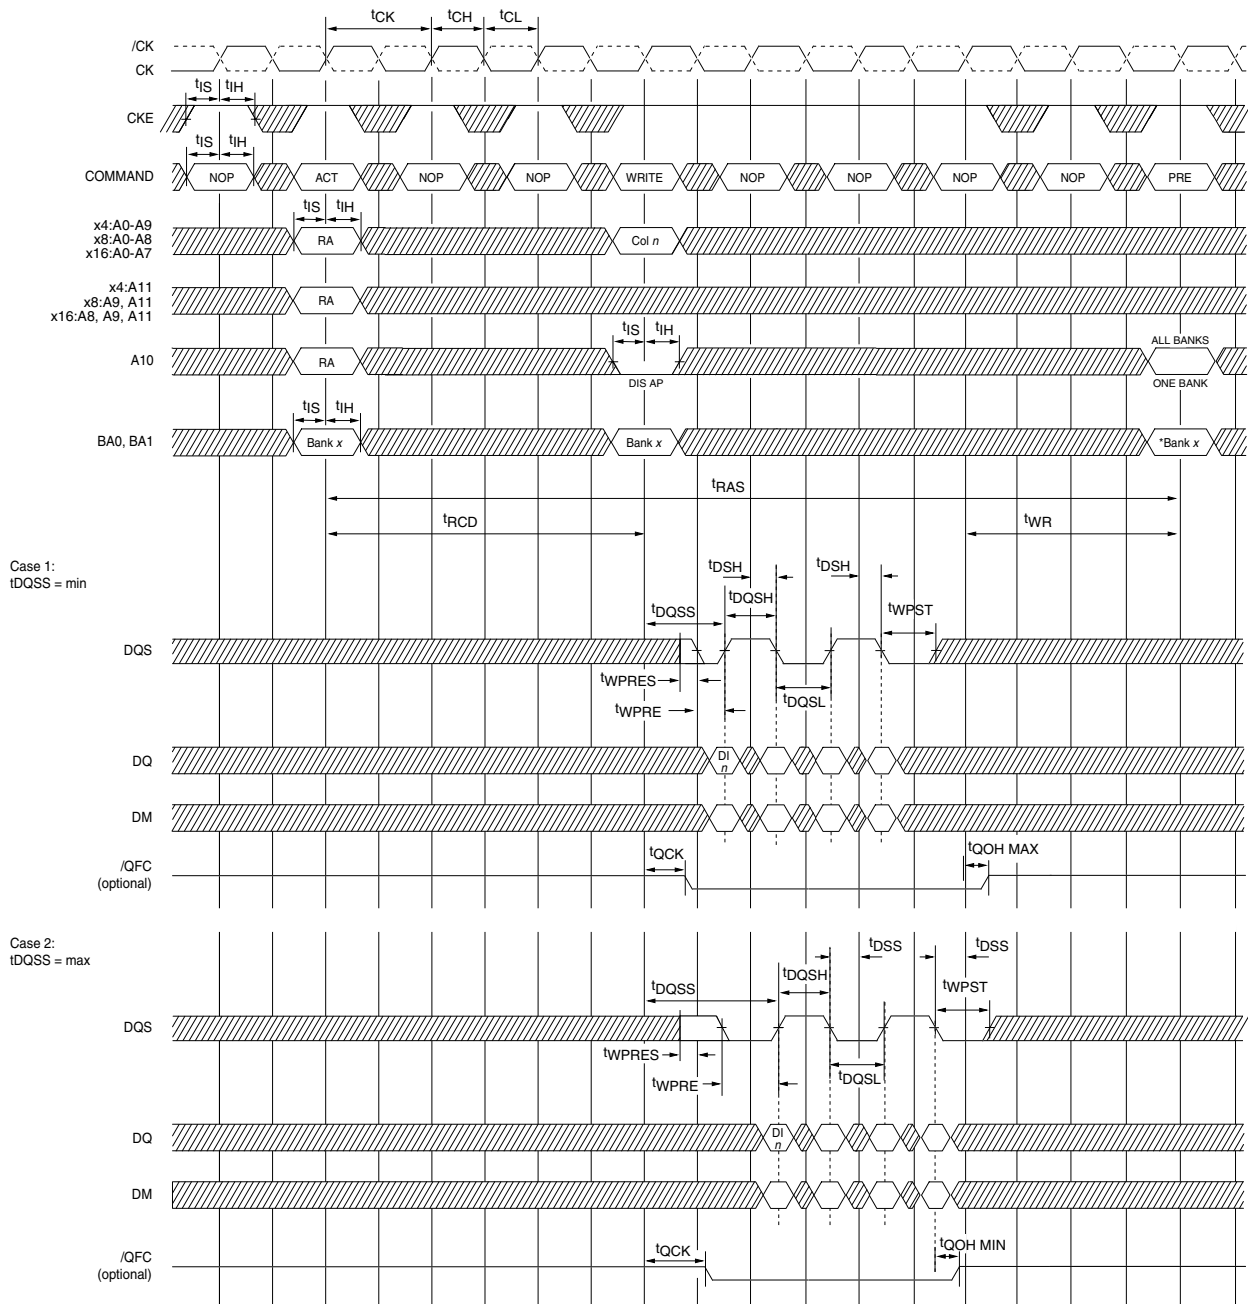 tCK tCH tCL
/CK
CK
tIS tIH
CKE
tIS tIH
COMMAND NOP ACT NOP NOP WRITE NOP NOP NOP NOP PRE
tIS tIH
x4:A0-A9
x8:A0-A8
x16:A0-A7
RA Col n
x4:A11
x8:A9, A11
x16:A8, A9, A11
RA
tIS tIH ALL BANKS
A10 RA
DIS AP ONE BANK
tIS tIH
BA0, BA1 Bank x Bank x *Bank x
tRAS
tRCD tWR
Case 1:
tDQSS = min
tDSH tDSH
tDQSH
tDQSS tWPST
DQS
tWPRES
tDQSL
tWPRE
DQ DI
n
DM
tQCK tQOH MAX
/QFC
(optional)
Case 2:
tDQSS = max
tDSS tDSS
tDQSH
tDQSS tWPST
DQS
tWPRES
tDQSL
tWPRE
DQ DI
n
DM
tQCK tQOH MIN
/QFC
(optional)